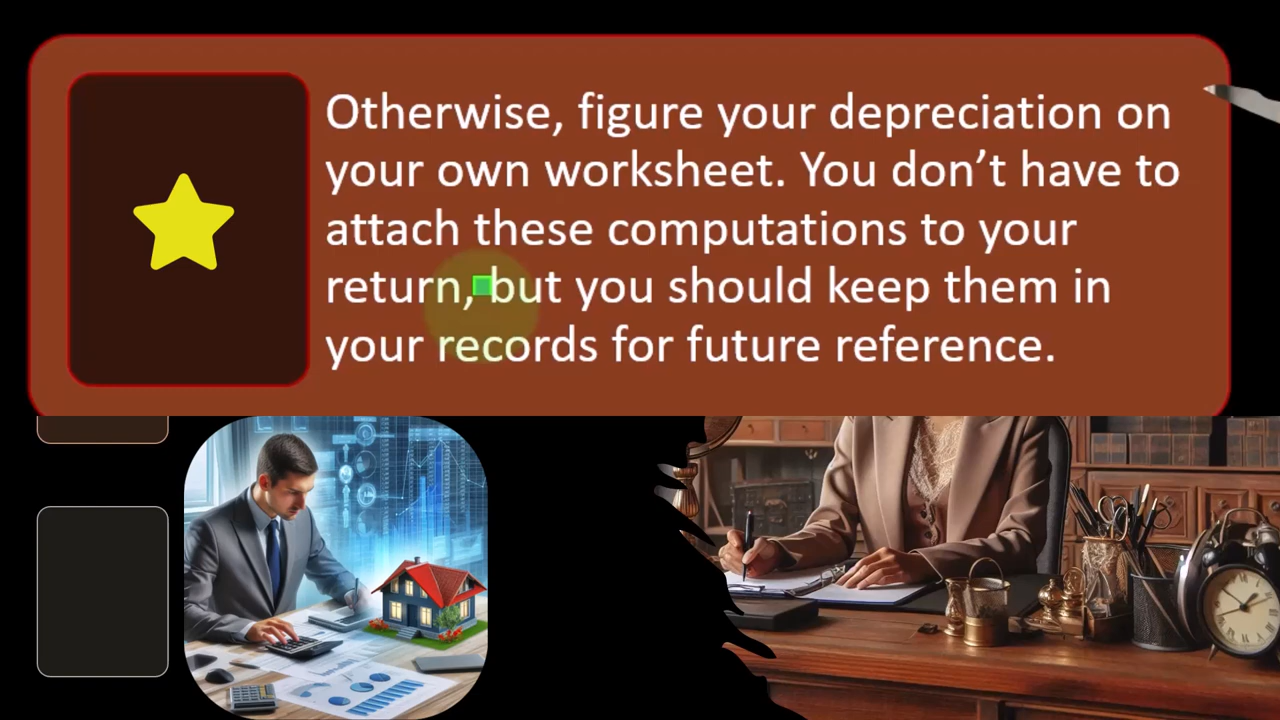 Otherwise, figure your depreciation on
your own worksheet. You don’t have to
attach these computations to your
return, but you should keep them in
your records for future reference.